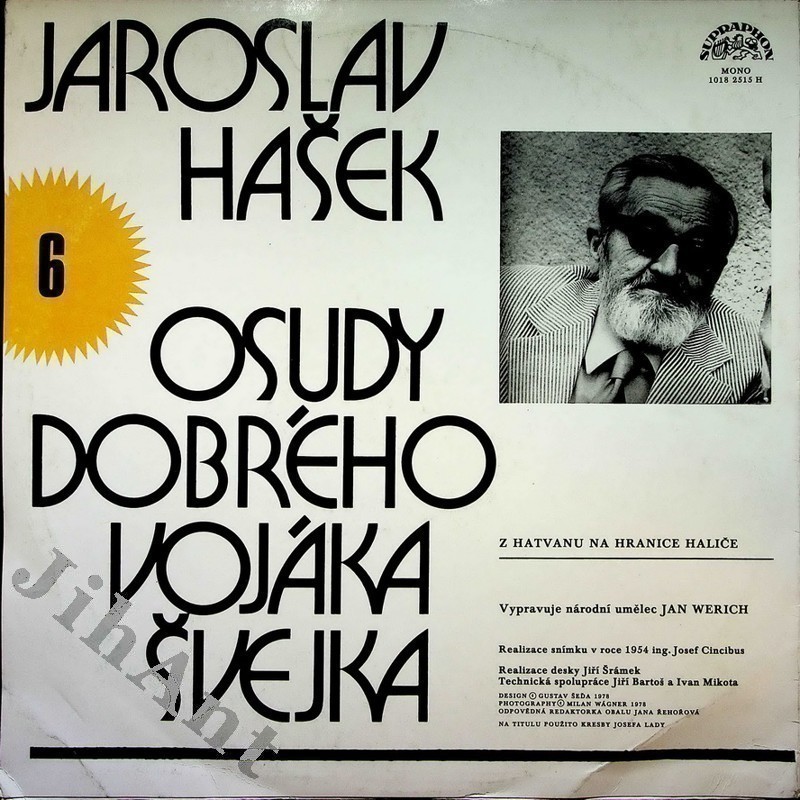 JAROSLAV
HAŠEK
6
OSUDY
DOBRÉHO
VOJÁKA
ŠVEJKA
SUPRAPHON
MONO
1018 2515 H
Z HATVANU NA HRANICE HALIČE
Vypravuje národní umělec JAN WERICH
Realizace snímku v roce 1954 ing. Josef Cincibus
Realizace desky Jiří Šrámek
Technická spolupráce Jiří Bartoš a Ivan Mikota
DESIGN Ⓟ GUSTAV ŠEĎA 1978
PHOTOGRAPHY Ⓟ MILAN WÁGNER 1978
ODPOVĚDNÁ REDAKTORKA OBALU JANA ŘEHOŘOVÁ
NA TITULU POUŽITO KRESBY JOSEFA LADY
JihAnt